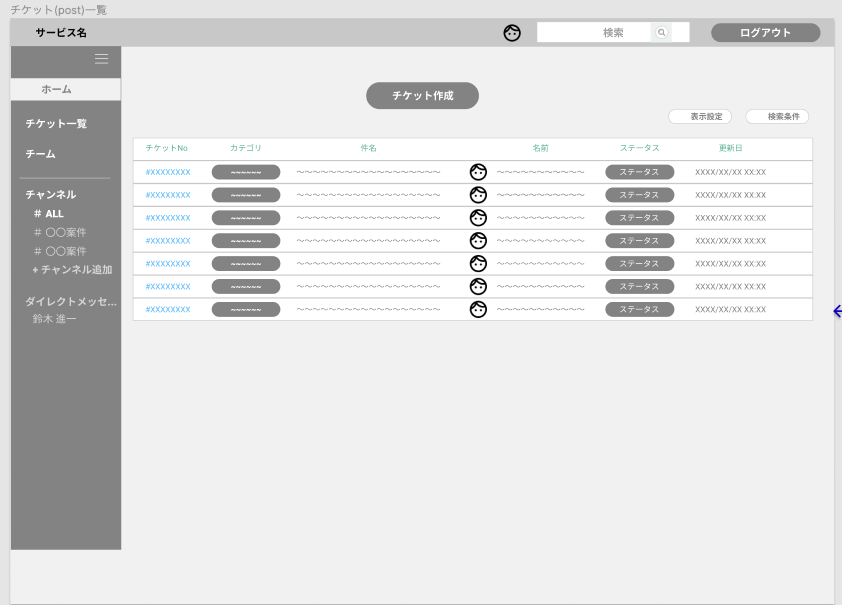 チケット(post)一覧
サービス名
検索
ログアウト
ホーム
チケット一覧
チーム
チャンネル
# ALL
# 〇〇案件
# 〇〇案件
+ チャンネル追加
ダイレクトメッセ...
鈴木 進一
チケット作成
表示設定
検索条件
チケットNo カテゴリ 件名 名前 ステータス 更新日
#XXXXXXXX ~~~~~~ 〜〜〜〜〜〜〜〜〜〜〜〜〜〜〜〜〜〜 〜〜〜〜〜〜〜〜〜〜〜 ステータス XXXX/XX/XX XX:XX
#XXXXXXXX ~~~~~~ 〜〜〜〜〜〜〜〜〜〜〜〜〜〜〜〜〜〜 〜〜〜〜〜〜〜〜〜〜〜 ステータス XXXX/XX/XX XX:XX
#XXXXXXXX ~~~~~~ 〜〜〜〜〜〜〜〜〜〜〜〜〜〜〜〜〜〜 〜〜〜〜〜〜〜〜〜〜〜 ステータス XXXX/XX/XX XX:XX
#XXXXXXXX ~~~~~~ 〜〜〜〜〜〜〜〜〜〜〜〜〜〜〜〜〜〜 〜〜〜〜〜〜〜〜〜〜〜 ステータス XXXX/XX/XX XX:XX
#XXXXXXXX ~~~~~~ 〜〜〜〜〜〜〜〜〜〜〜〜〜〜〜〜〜〜 〜〜〜〜〜〜〜〜〜〜〜 ステータス XXXX/XX/XX XX:XX
#XXXXXXXX ~~~~~~ 〜〜〜〜〜〜〜〜〜〜〜〜〜〜〜〜〜〜 〜〜〜〜〜〜〜〜〜〜〜 ステータス XXXX/XX/XX XX:XX
#XXXXXXXX ~~~~~~ 〜〜〜〜〜〜〜〜〜〜〜〜〜〜〜〜〜〜 〜〜〜〜〜〜〜〜〜〜〜 ステータス XXXX/XX/XX XX:XX